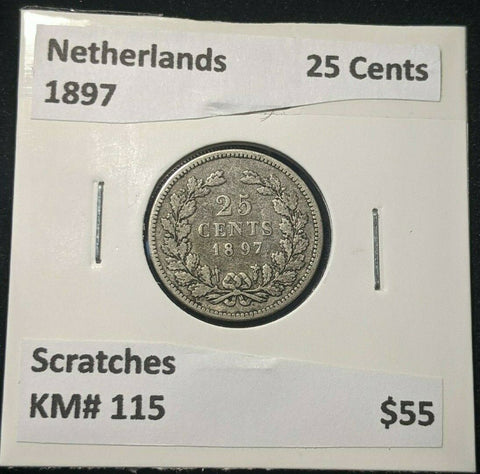 Netherlands 25 Cents
1897
25
CENTS
1897
Scratches
KM# 115 $55